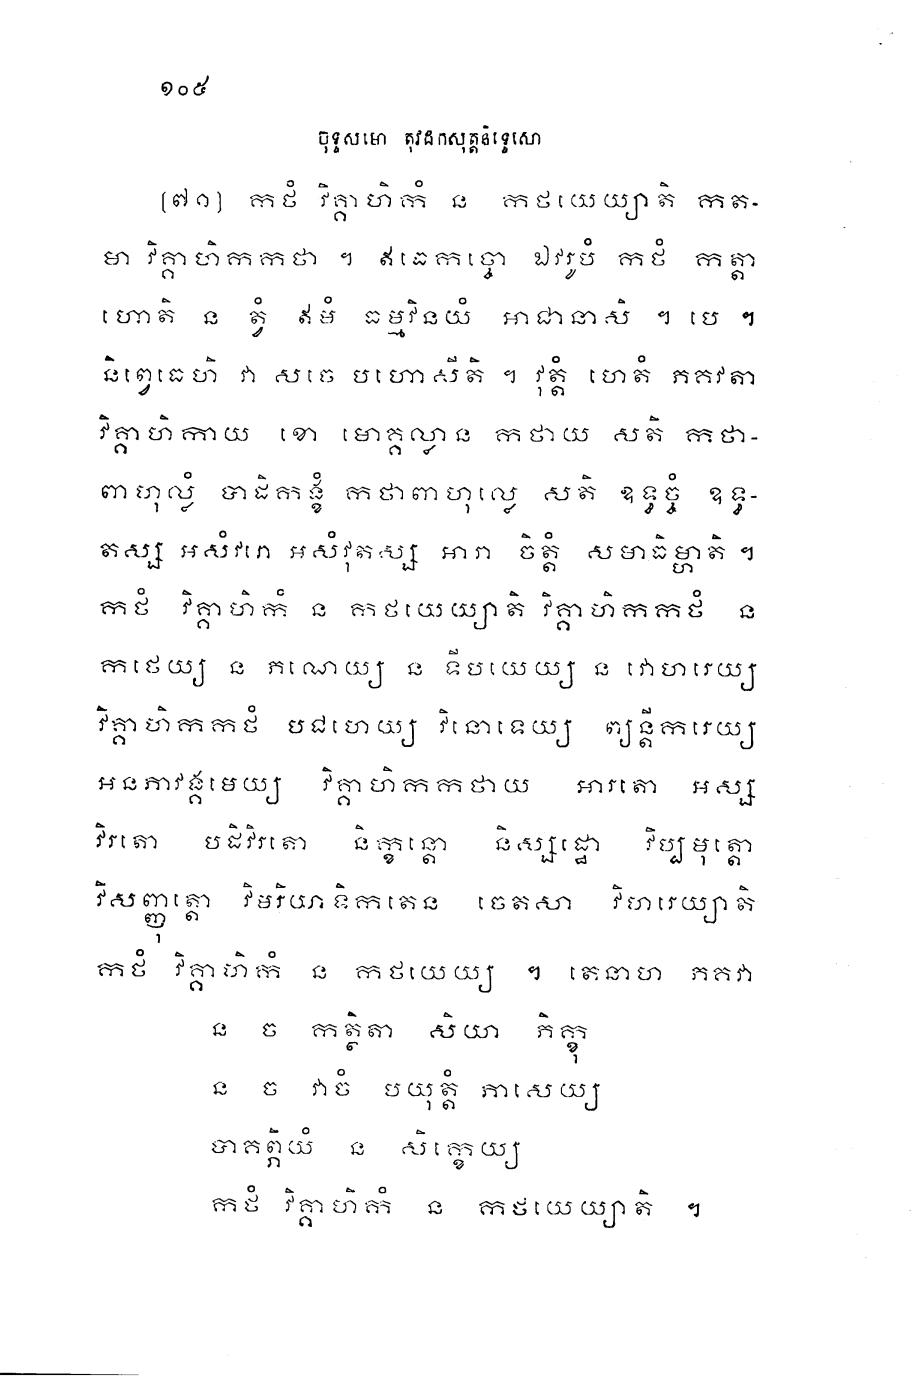 ១០៥
ចុទ្ទសមោ តុវដកសុត្តនិទ្ទេសោ
(៧១) កថំ វិគ្គាហិកំ ន កថយេយ្យាតិ កត-
មា វិគ្គាហិកកថា ។ ឥធេកច្ចោ ឯវរូបំ កថំ កត្តា
ហោតិ ន ត្វំ ឥមំ ធម្មវិនយំ អាជានាសិ ។ បេ ។
និព្វេធេហិ វា សចេ បហោសីតិ ។ វុត្តំ ហេតំ ភគវតា
វិគ្គាហិកាយ ខោ មោគ្គល្លាន កថាយ សតិ កថា-
ពាហុល្លំ បាដិកង្ខំ កថាពាហុល្លេ សតិ ឧទ្ធច្ចំ ឧទ្ធ-
តស្ស អសំវរោ អសំវុតស្ស អារា ចិត្តំ សមាធិម្ហាតិ ។
កថំ វិគ្គាហិកំ ន កថយេយ្យាតិ វិគ្គាហិកកថំ ន
កថេយ្យ ន ភណេយ្យ ន ទីបយេយ្យ ន វោហរេយ្យ
វិគ្គាហិកកថំ បជហេយ្យ វិនោទេយ្យ ព្យន្តីករេយ្យ
អនភាវង្គមេយ្យ វិគ្គាហិកកថាយ អារតោ អស្ស
វិរតោ បដិវិរតោ និក្ខន្តោ និស្សដ្ឋោ វិប្បមុត្តោ
វិសញ្ញុត្តោ វិមរិយាទិកតេន ចេតសា វិហរេយ្យាតិ
កថំ វិគ្គាហិកំ ន កថយេយ្យ ។ តេនាហ ភគវា
ន ច កត្ថិតា សិយា ភិក្ខុ
ន ច វាចំ បយុត្តំ ភាសេយ្យ
បាគព្ភិយំ ន សិក្ខេយ្យ
កថំ វិគ្គាហិកំ ន កថយេយ្យាតិ ។